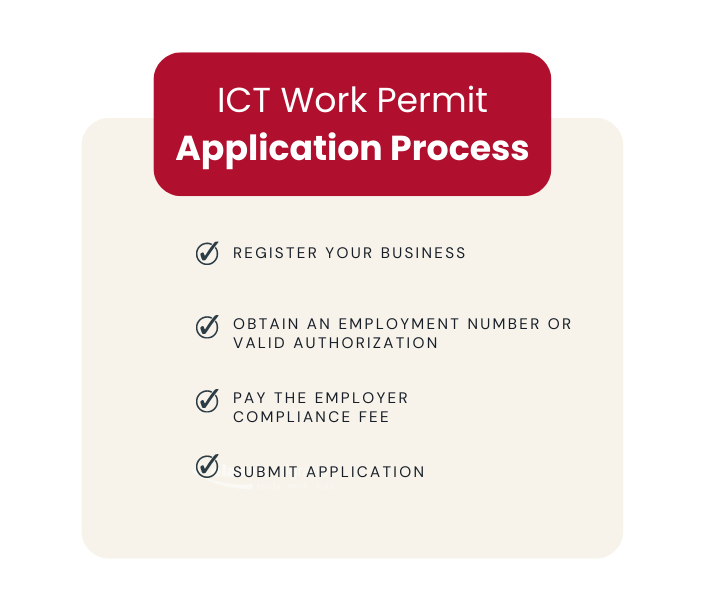 ICT Work Permit
Application Process
REGISTER YOUR BUSINESS
OBTAIN AN EMPLOYMENT NUMBER OR
VALID AUTHORIZATION
PAY THE EMPLOYER
COMPLIANCE FEE
SUBMIT APPLICATION